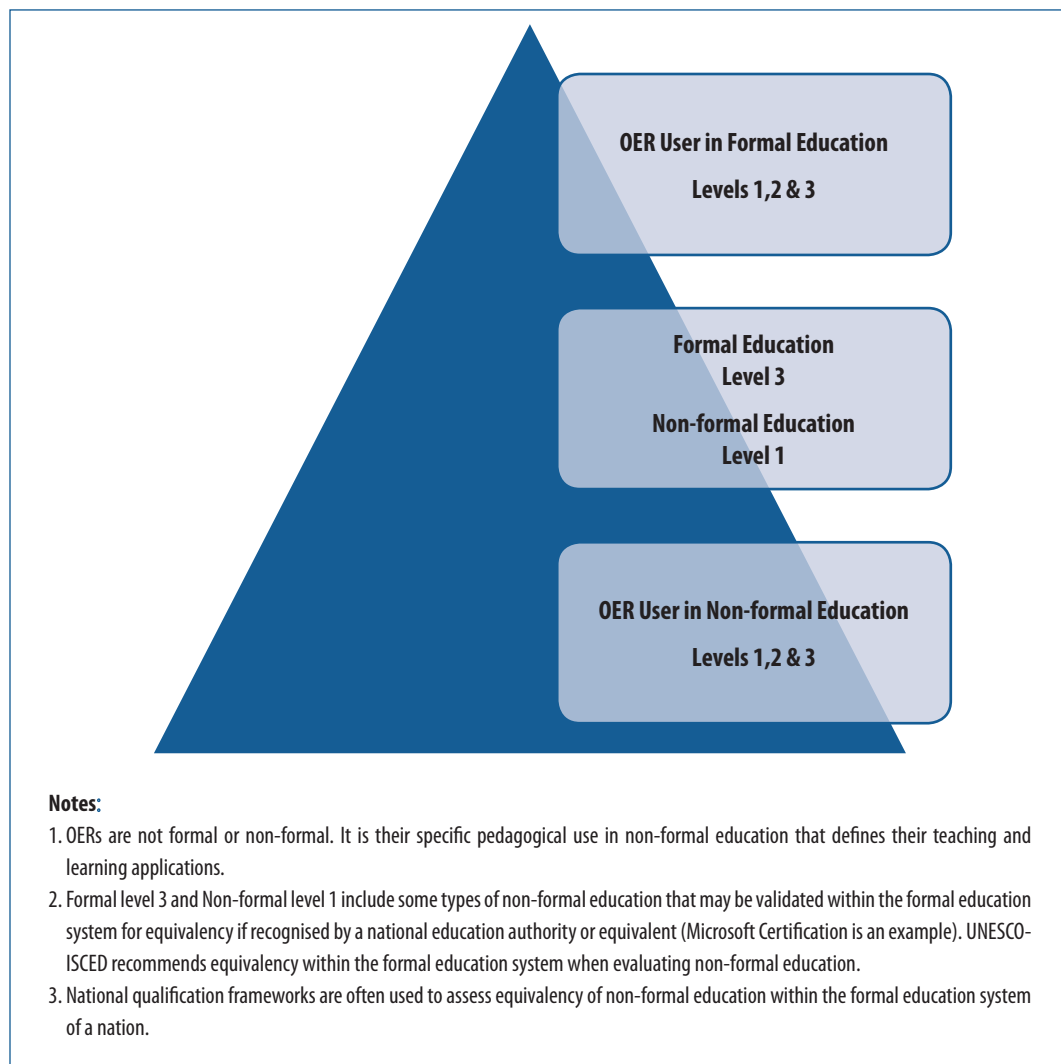 OER User in Formal Education
Levels 1,2 & 3
Formal Education
Level 3
Non-formal Education
Level 1
OER User in Non-formal Education
Levels 1,2 & 3
Notes:
1. OERs are not formal or non-formal. It is their specific pedagogical use in non-formal education that defines their teaching and
learning applications.
2. Formal level 3 and Non-formal level 1 include some types of non-formal education that may be validated within the formal education
system for equivalency if recognised by a national education authority or equivalent (Microsoft Certification is an example). UNESCO-
ISCED recommends equivalency within the formal education system when evaluating non-formal education.
3. National qualification frameworks are often used to assess equivalency of non-formal education within the formal education system
of a nation.